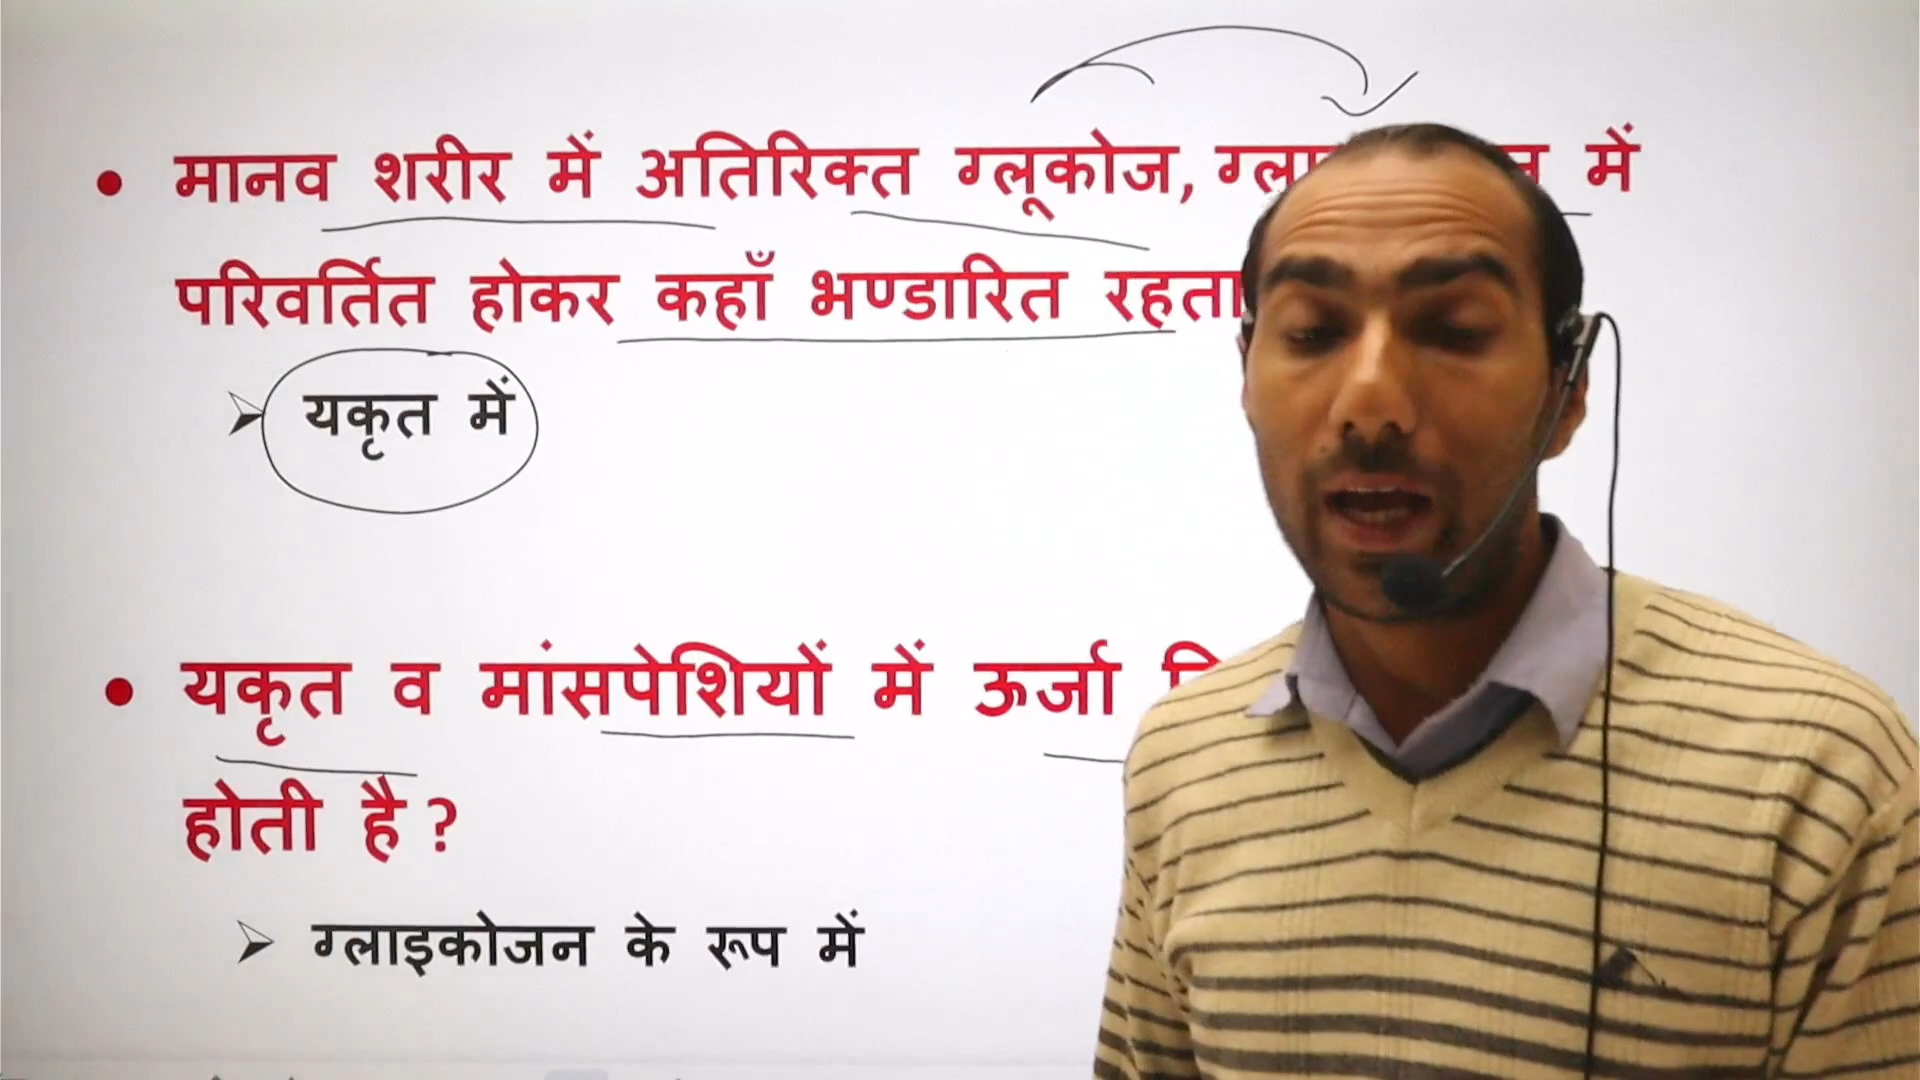 मानव शरीर में अतिरिक्त ग्लूकोज, में
परिवर्तित होकर कहाँ भण्डारित रहता
यकृत में
यकृत व मांसपेशियों में ऊर्जा
होती है ?
ग्लाइकोजन के रूप में